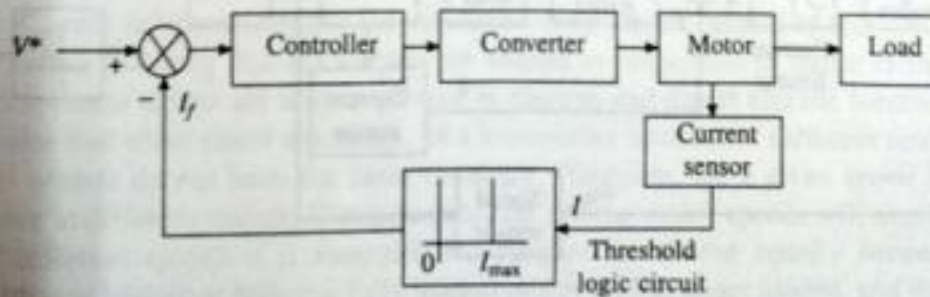 V*
+
−
I_f
Controller
Converter
Motor
Load
Current
sensor
I
0
I_max
Threshold
logic circuit